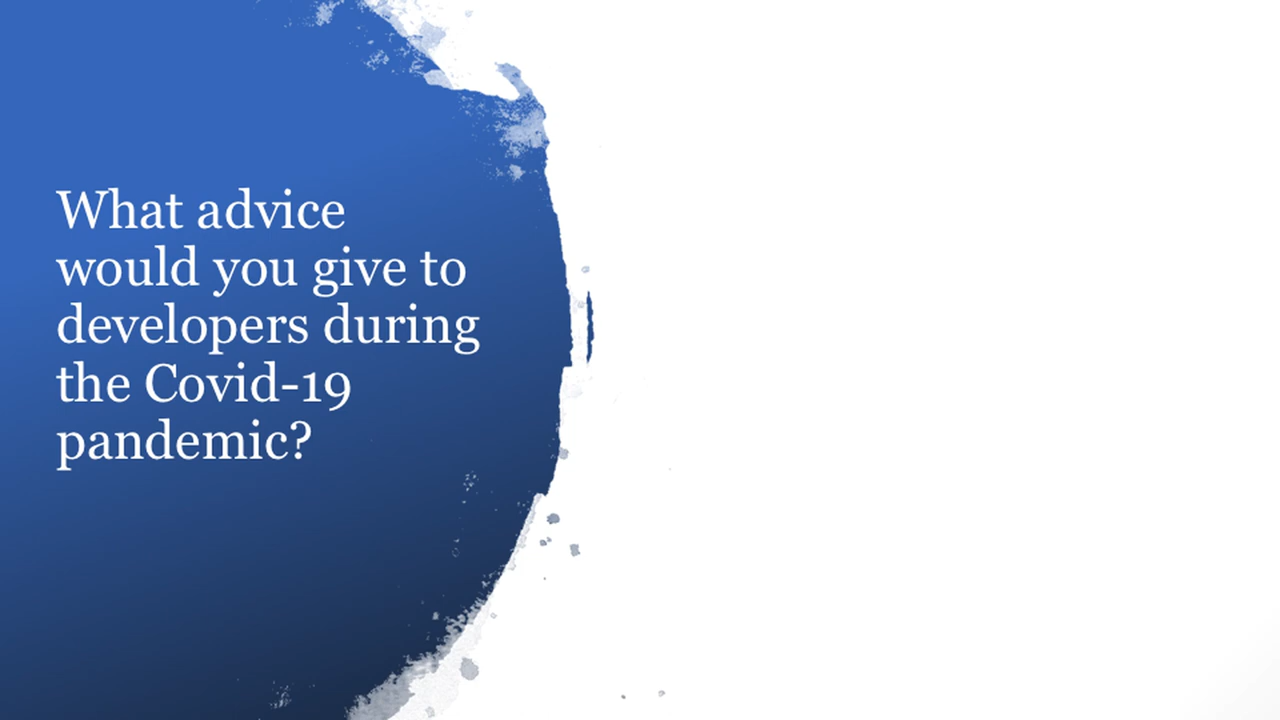 What advice
would you give to
developers during
the Covid-19
pandemic?